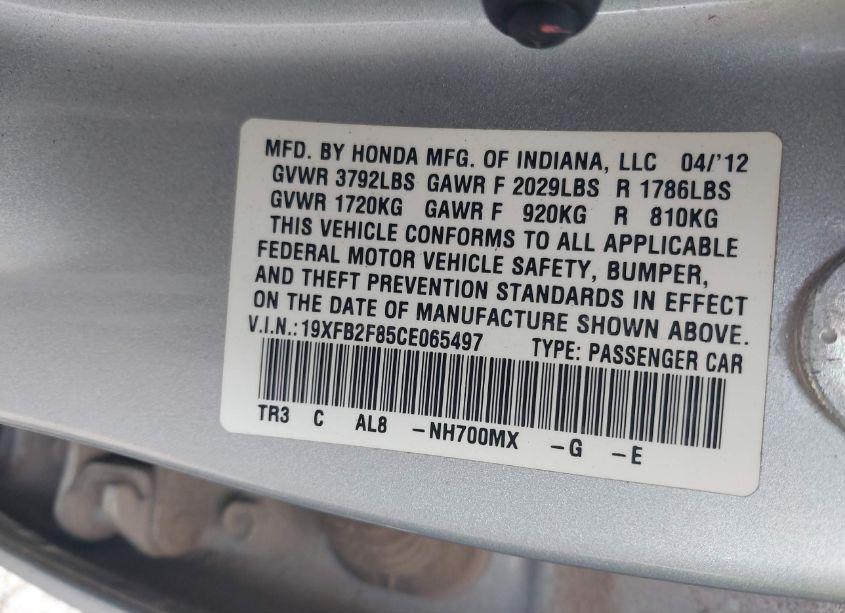 MFD. BY HONDA MFG. OF INDIANA, LLC 04/'12
GVWR 3792LBS GAWR F 2029LBS R 1786LBS
GVWR 1720KG GAWR F 920KG R 810KG
THIS VEHICLE CONFORMS TO ALL APPLICABLE
FEDERAL MOTOR VEHICLE SAFETY, BUMPER,
AND THEFT PREVENTION STANDARDS IN EFFECT
ON THE DATE OF MANUFACTURE SHOWN ABOVE.
V.I.N.:19XFB2F85CE065497 TYPE: PASSENGER CAR
TR3 C AL8 -NH700MX -G -E